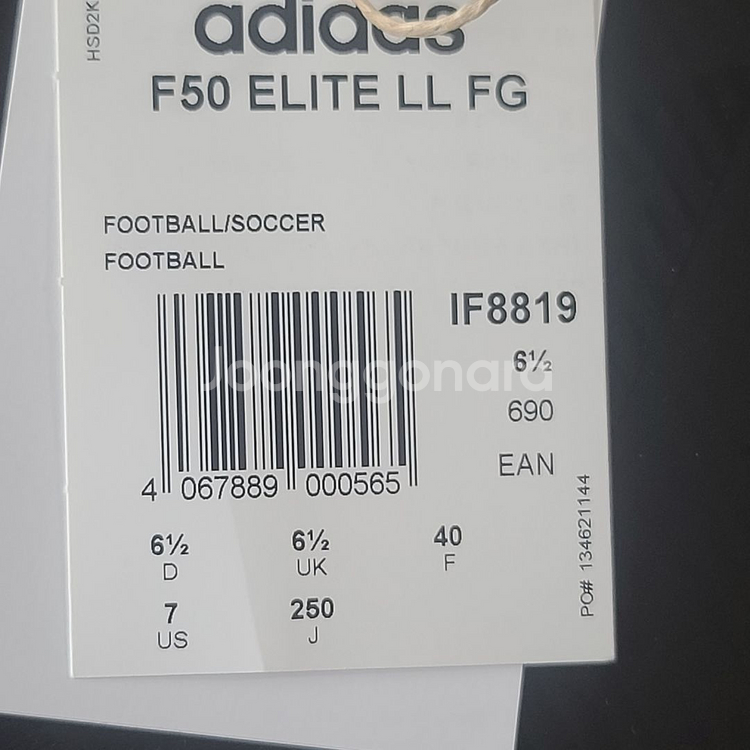 HSD2K
adidas
F50 ELITE LL FG
FOOTBALL/SOCCER
FOOTBALL
IF8819
6½
Joonggonara
690
EAN
4 067889 000565
6½ 6½ 40
D UK F
7 250
US J
PO# 134621144